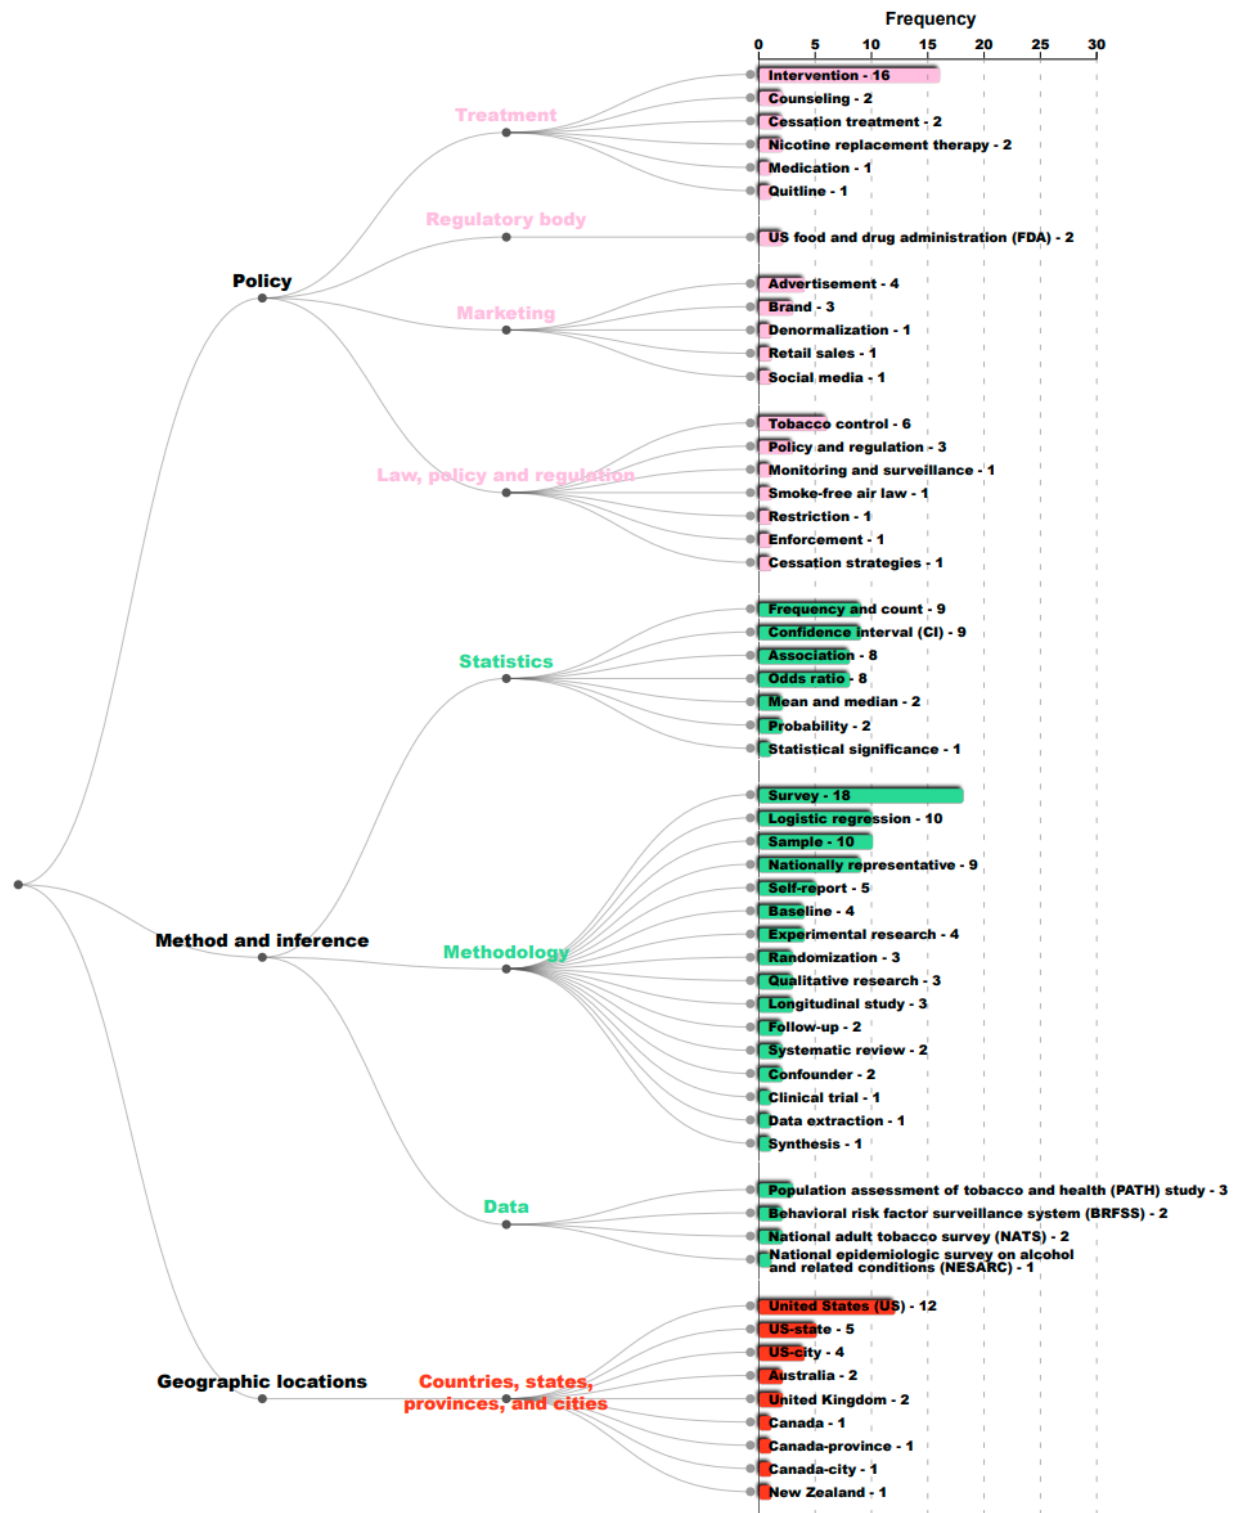 Frequency
0 5 10 15 20 25 30
Treatment
Intervention - 16
Counseling - 2
Cessation treatment - 2
Nicotine replacement therapy - 2
Medication - 1
Quitline - 1
Regulatory body
US food and drug administration (FDA) - 2
Policy
Marketing
Advertisement - 4
Brand - 3
Denormalization - 1
Retail sales - 1
Social media - 1
Law, policy and regulation
Tobacco control - 6
Policy and regulation - 3
Monitoring and surveillance - 1
Smoke-free air law - 1
Restriction - 1
Enforcement - 1
Cessation strategies - 1
Statistics
Frequency and count - 9
Confidence interval (CI) - 9
Association - 8
Odds ratio - 8
Mean and median - 2
Probability - 2
Statistical significance - 1
Method and inference
Methodology
Survey - 18
Logistic regression - 10
Sample - 10
Nationally representative - 9
Self-report - 5
Baseline - 4
Experimental research - 4
Randomization - 3
Qualitative research - 3
Longitudinal study - 3
Follow-up - 2
Systematic review - 2
Confounder - 2
Clinical trial - 1
Data extraction - 1
Synthesis - 1
Data
Population assessment of tobacco and health (PATH) study - 3
Behavioral risk factor surveillance system (BRFSS) - 2
National adult tobacco survey (NATS) - 2
National epidemiologic survey on alcohol
and related conditions (NESARC) - 1
Geographic locations
Countries, states,
provinces, and cities
United States (US) - 12
US-state - 5
US-city - 4
Australia - 2
United Kingdom - 2
Canada - 1
Canada-province - 1
Canada-city - 1
New Zealand - 1